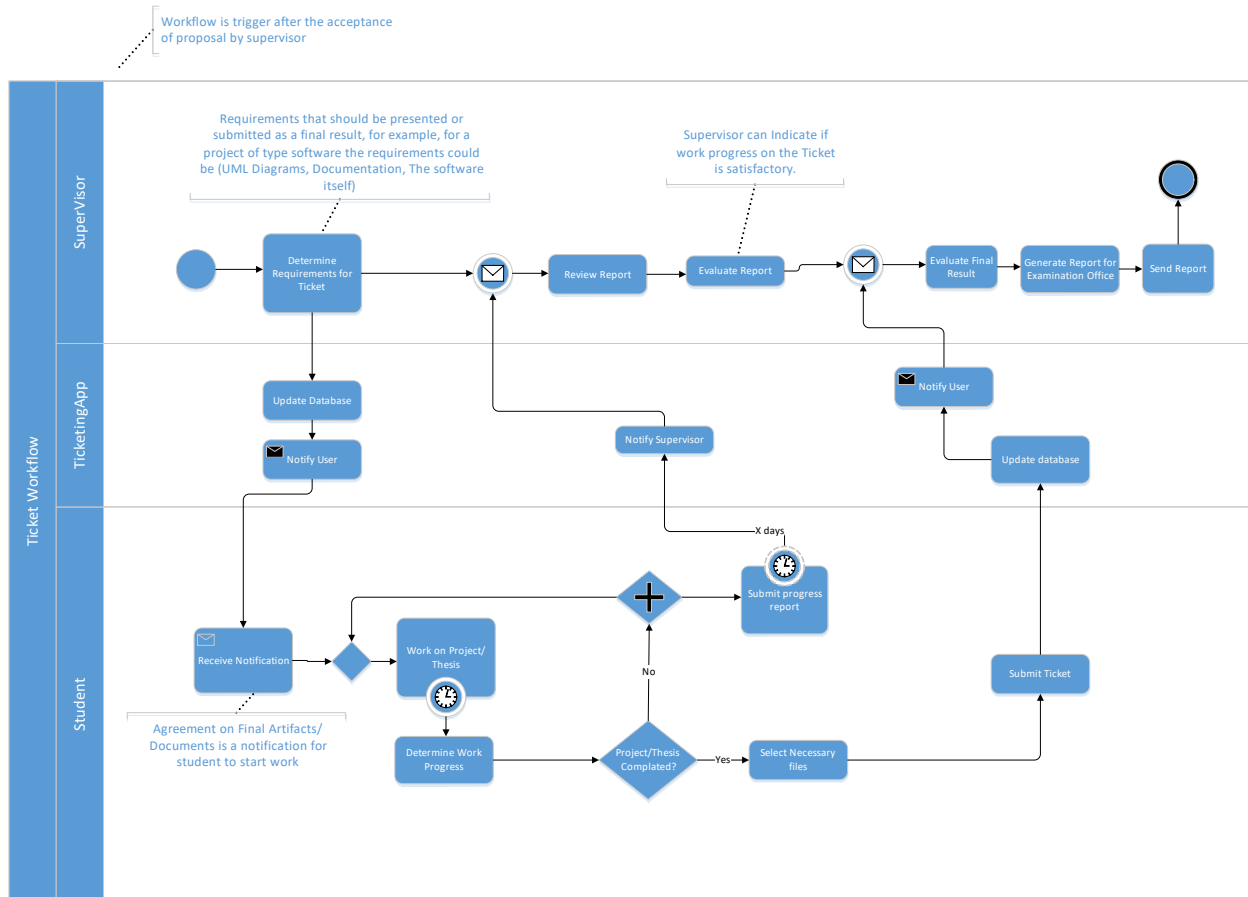 Workflow is trigger after the acceptance
of proposal by supervisor
Ticket Workflow
SuperVisor
Requirements that should be presented or
submitted as a final result, for example, for a
project of type software the requirements could
be (UML Diagrams, Documentation, The software
itself)
Supervisor can Indicate if
work progress on the Ticket
is satisfactory.
Determine
Requirements for
Ticket
Review Report
Evaluate Report
Evaluate Final
Result
Generate Report for
Examination Office
Send Report
TicketingApp
Update Database
Notify User
Notify Supervisor
Notify User
Update database
Student
X days
Submit progress
report
Receive Notification
Work on Project/
Thesis
No
Submit Ticket
Agreement on Final Artifacts/
Documents is a notification for
student to start work
Determine Work
Progress
Project/Thesis
Complated?
Yes
Select Necessary
files